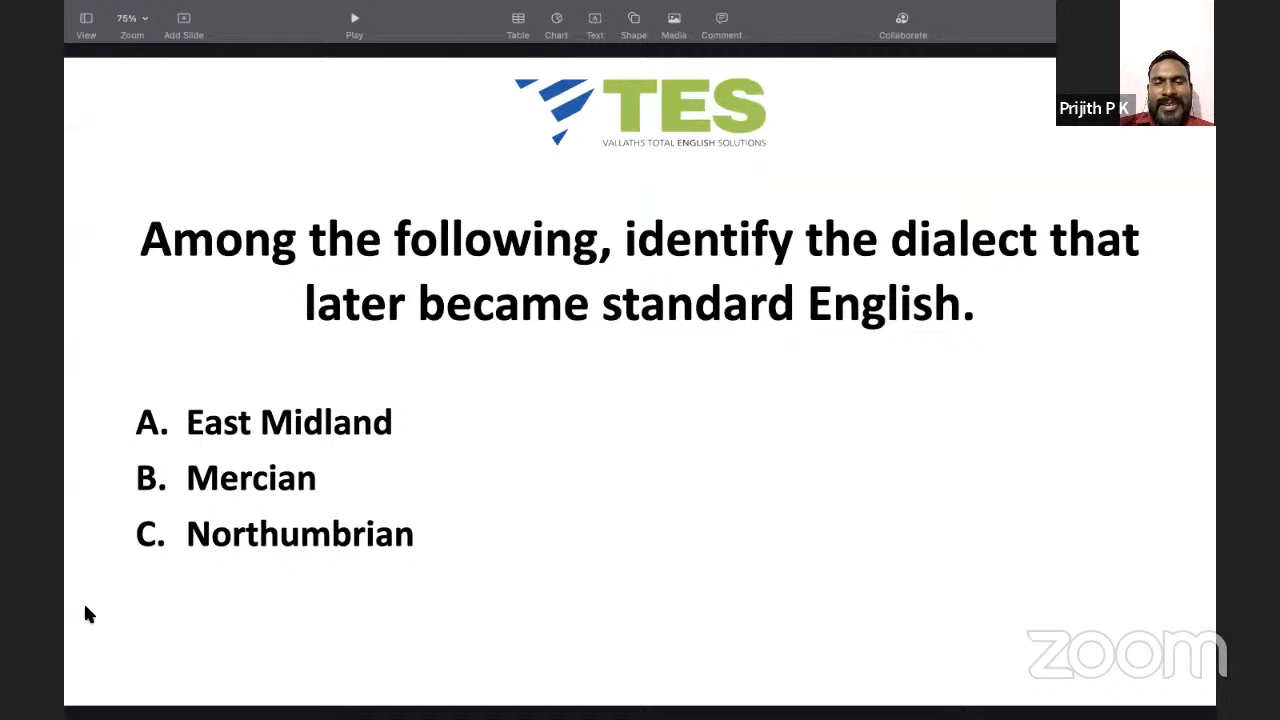 75%
View
Zoom
Add Slide
Play
Table
Chart
Text
Shape
Media
Comment
Collaborate
Prijith P K
TES
VALLATHS TOTAL ENGLISH SOLUTIONS
Among the following, identify the dialect that
later became standard English.
A. East Midland
B. Mercian
C. Northumbrian
zoom